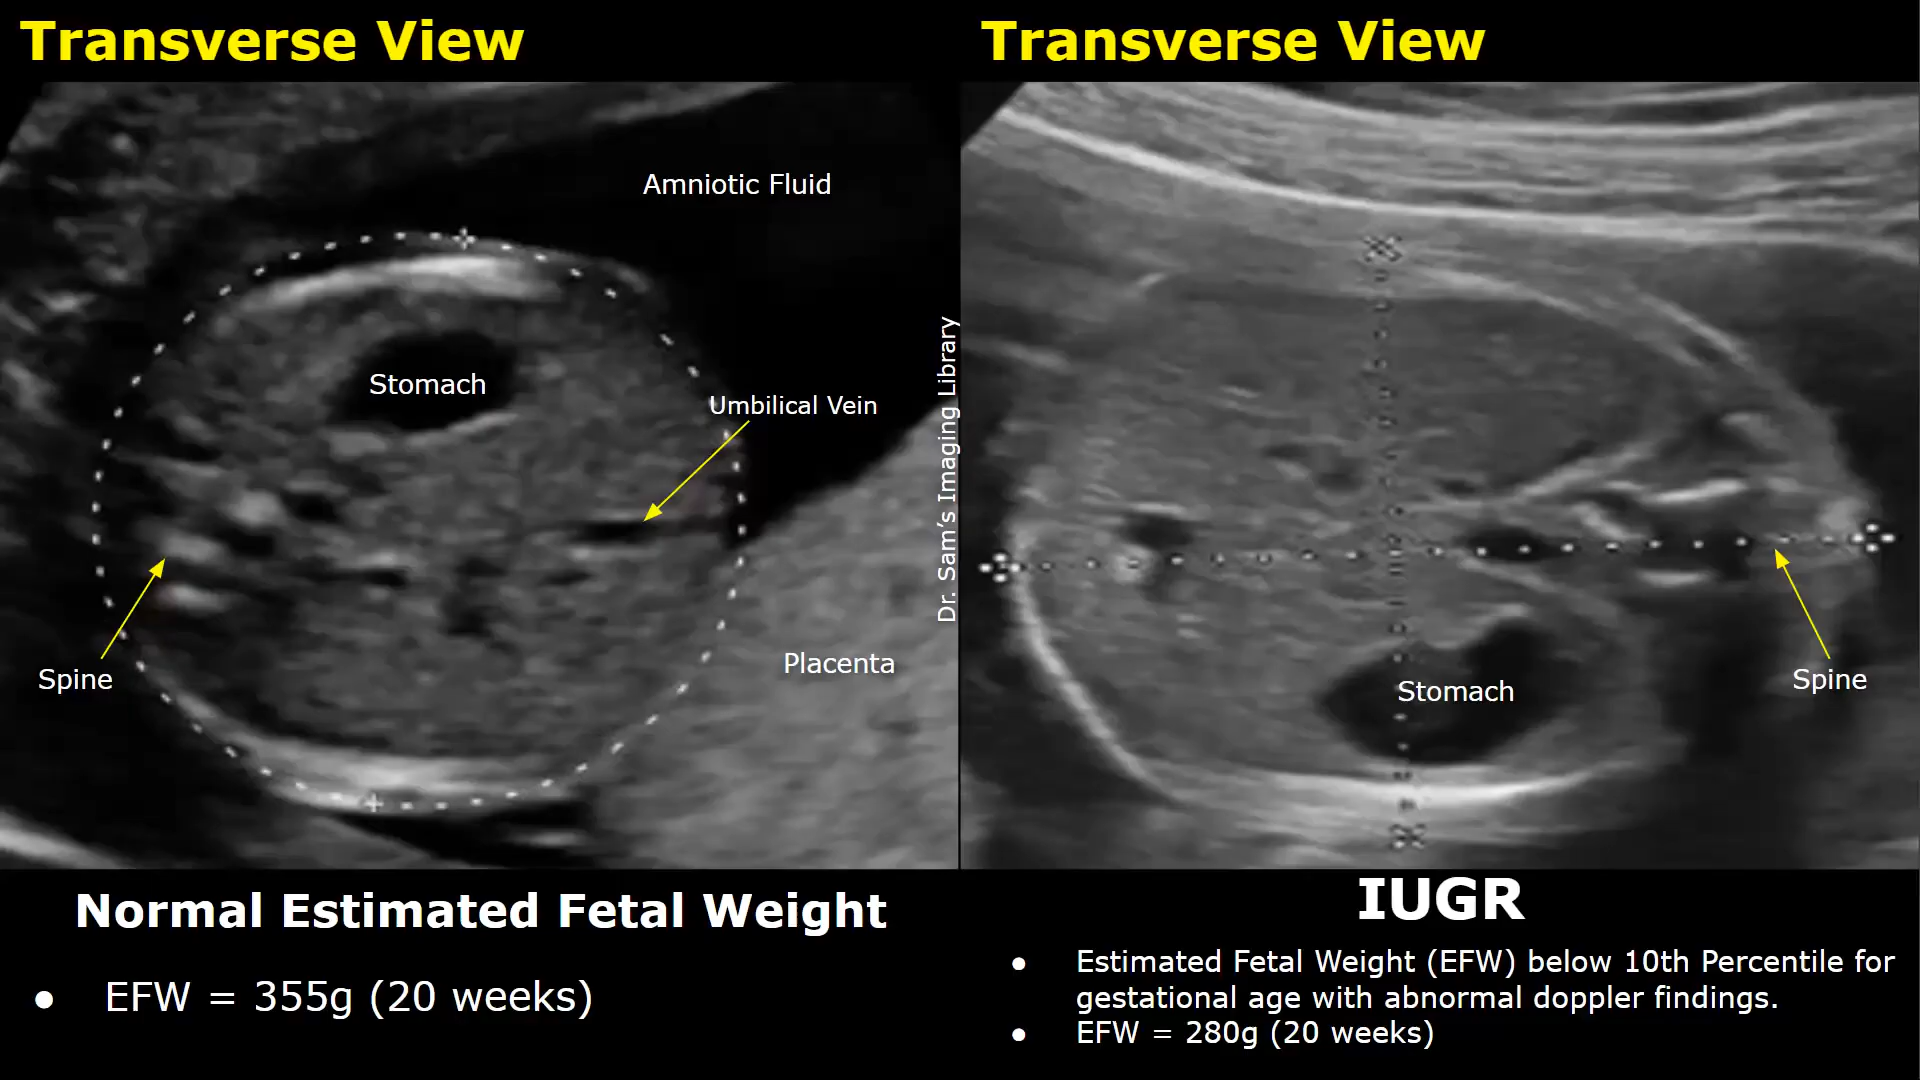 Transverse View
Amniotic Fluid
Stomach
Umbilical Vein
Spine
Placenta
Normal Estimated Fetal Weight
● EFW = 355g (20 weeks)
Dr. Sam's Imaging Library
Transverse View
Stomach
Spine
IUGR
● Estimated Fetal Weight (EFW) below 10th Percentile for
gestational age with abnormal doppler findings.
● EFW = 280g (20 weeks)